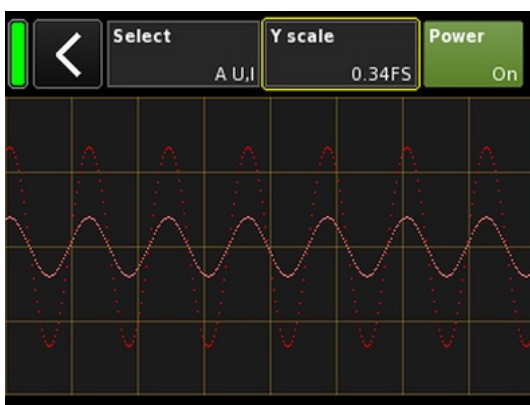 Select
A U,I
Y scale
0.34FS
Power
On